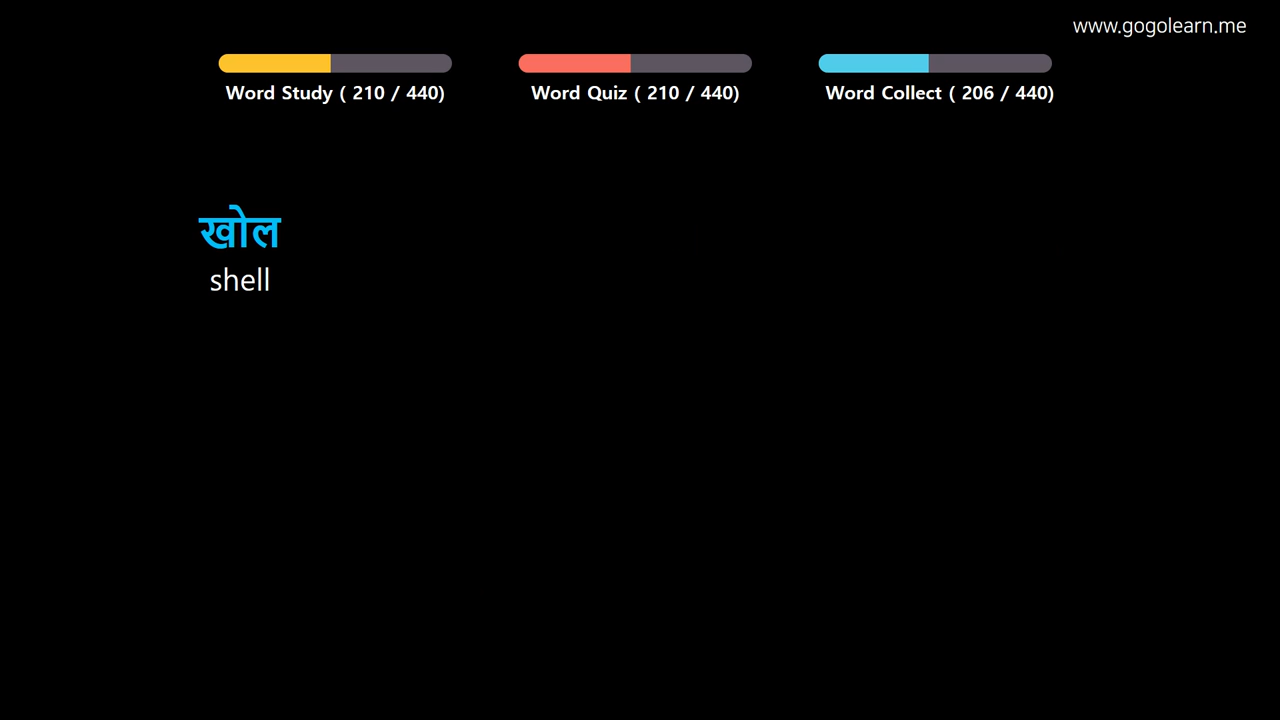 www.gogolearn.me
Word Study ( 210 / 440)
Word Quiz ( 210 / 440)
Word Collect ( 206 / 440)
खोल
shell